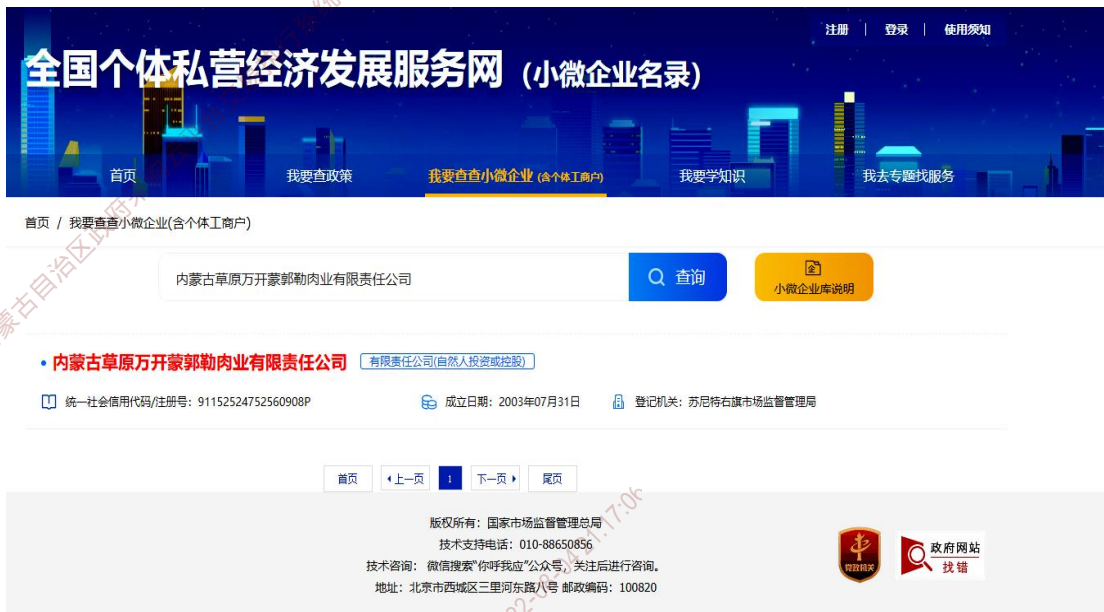 注册 | 登录 | 使用须知
全国个体私营经济发展服务网 (小微企业名录)
首页 我要查政策 我要查查小微企业 (含个体工商户) 我要学知识 我去专题找服务
首页 / 我要查查小微企业(含个体工商户)
内蒙古草原万开蒙郭勒肉业有限责任公司 查询
企
小微企业库说明
内蒙古草原万开蒙郭勒肉业有限责任公司 有限责任公司(自然人投资或控股)
统一社会信用代码/注册号: 91152524752560908P 成立日期: 2003年07月31日 登记机关: 苏尼特右旗市场监督管理局
首页 上一页 1 下一页 尾页
版权所有: 国家市场监督管理总局
技术支持电话: 010-88650856
技术咨询: 微信搜索"你呼我应"公众号, 关注后进行咨询。
地址: 北京市西城区三里河东路八号 邮政编码: 100820
党政机关
政府网站
找错